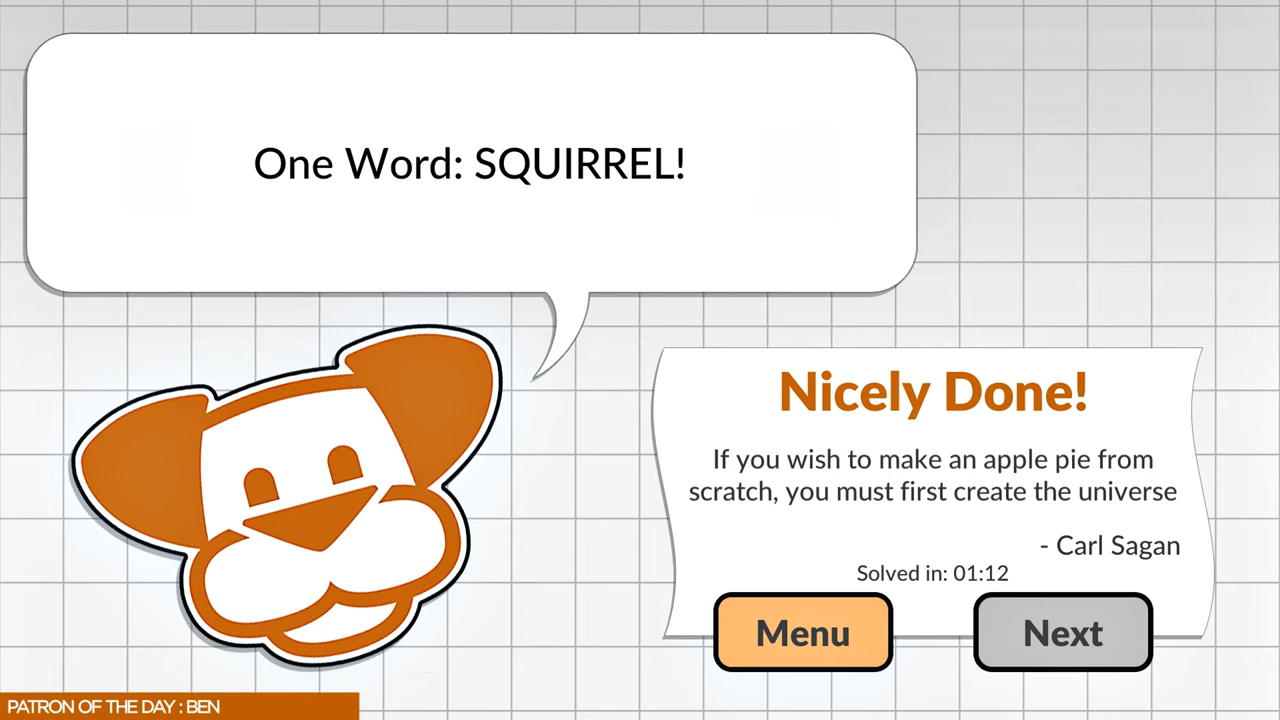 One Word: SQUIRREL!
Nicely Done!
If you wish to make an apple pie from
scratch, you must first create the universe
- Carl Sagan
Solved in: 01:12
Menu
Next
PATRON OF THE DAY : BEN